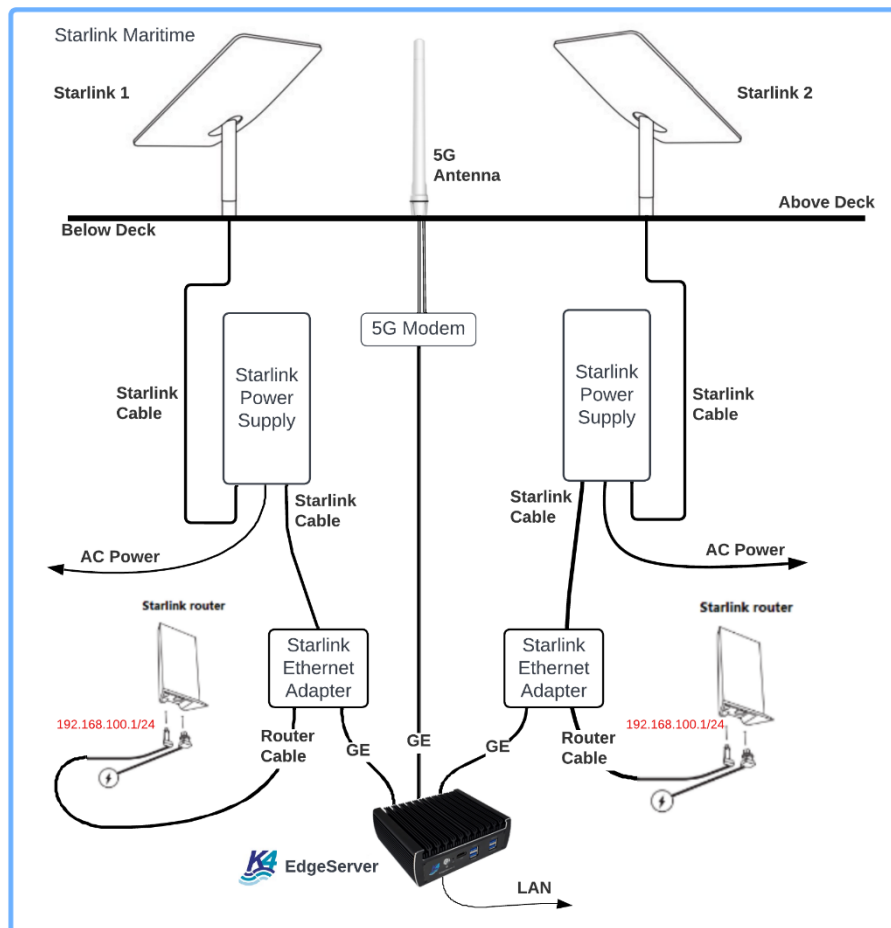 Starlink Maritime
Starlink 1
Starlink 2
5G
Antenna
Above Deck
Below Deck
5G Modem
Starlink
Power
Supply
Starlink
Power
Supply
Starlink
Cable
Starlink
Cable
Starlink
Cable
Starlink
Cable
AC Power
AC Power
Starlink router
Starlink router
Starlink
Ethernet
Adapter
Starlink
Ethernet
Adapter
192.168.100.1/24
192.168.100.1/24
Router
Cable
GE
GE
GE
Router
Cable
K4
EdgeServer
LAN